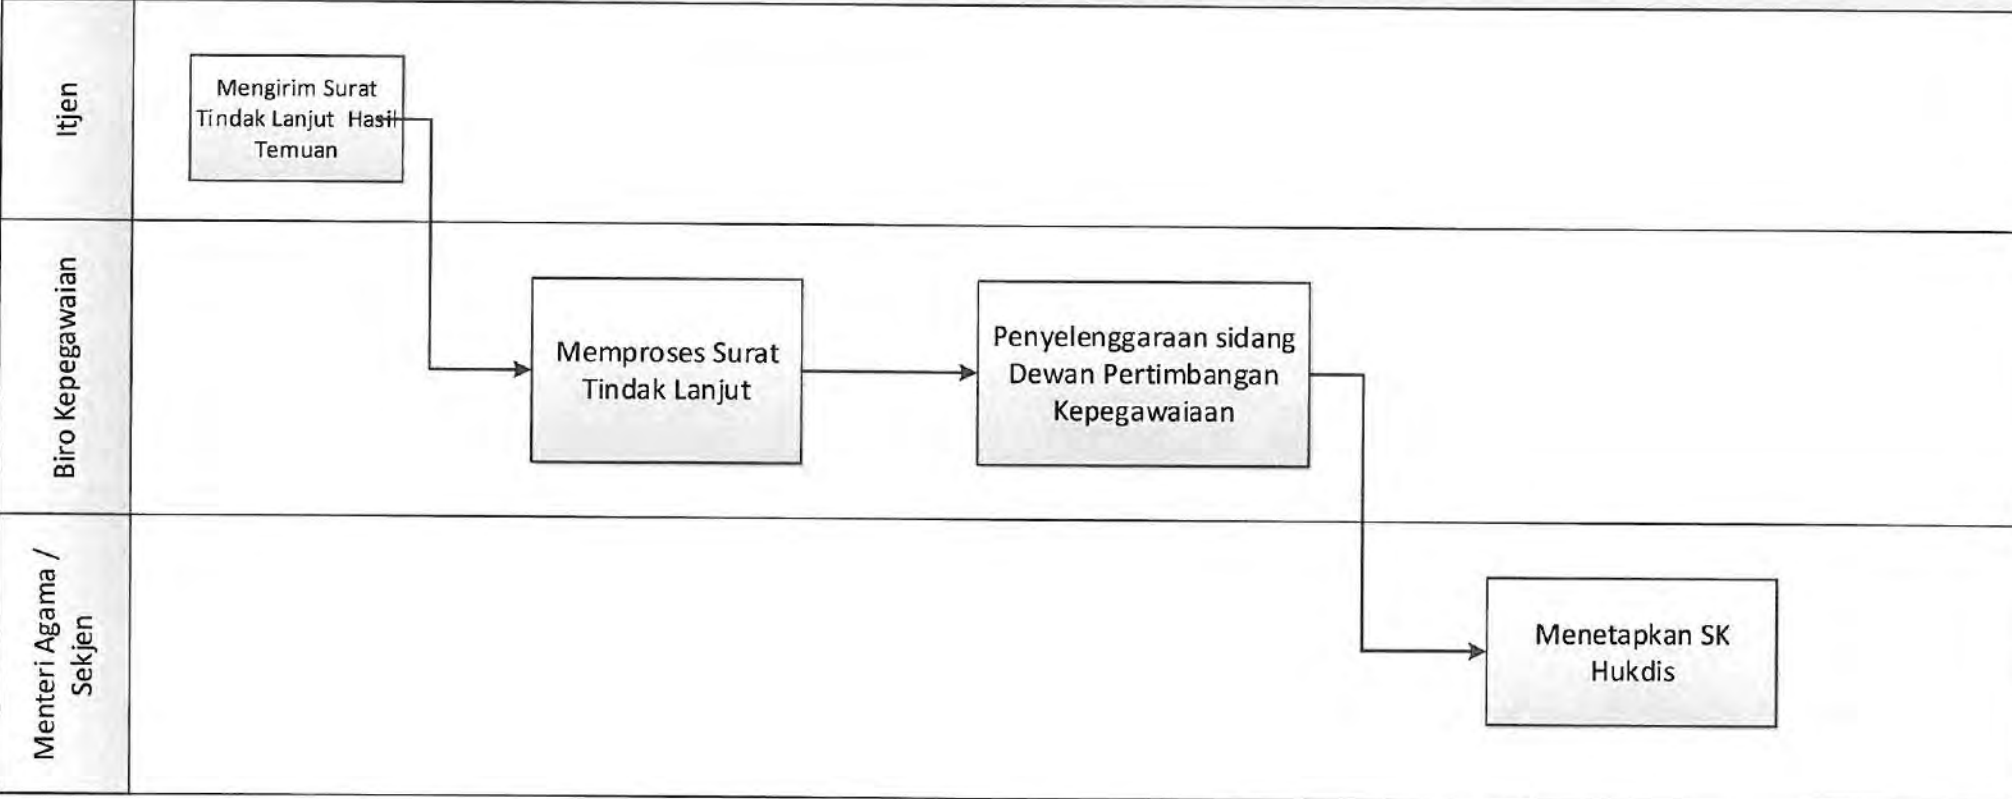 Itjen
Mengirim Surat
Tindak Lanjut Hasil
Temuan
Biro Kepegawaian
Memproses Surat
Tindak Lanjut
Penyelenggaraan sidang
Dewan Pertimbangan
Kepegawaiaan
Menteri Agama /
Sekjen
Menetapkan SK
Hukdis